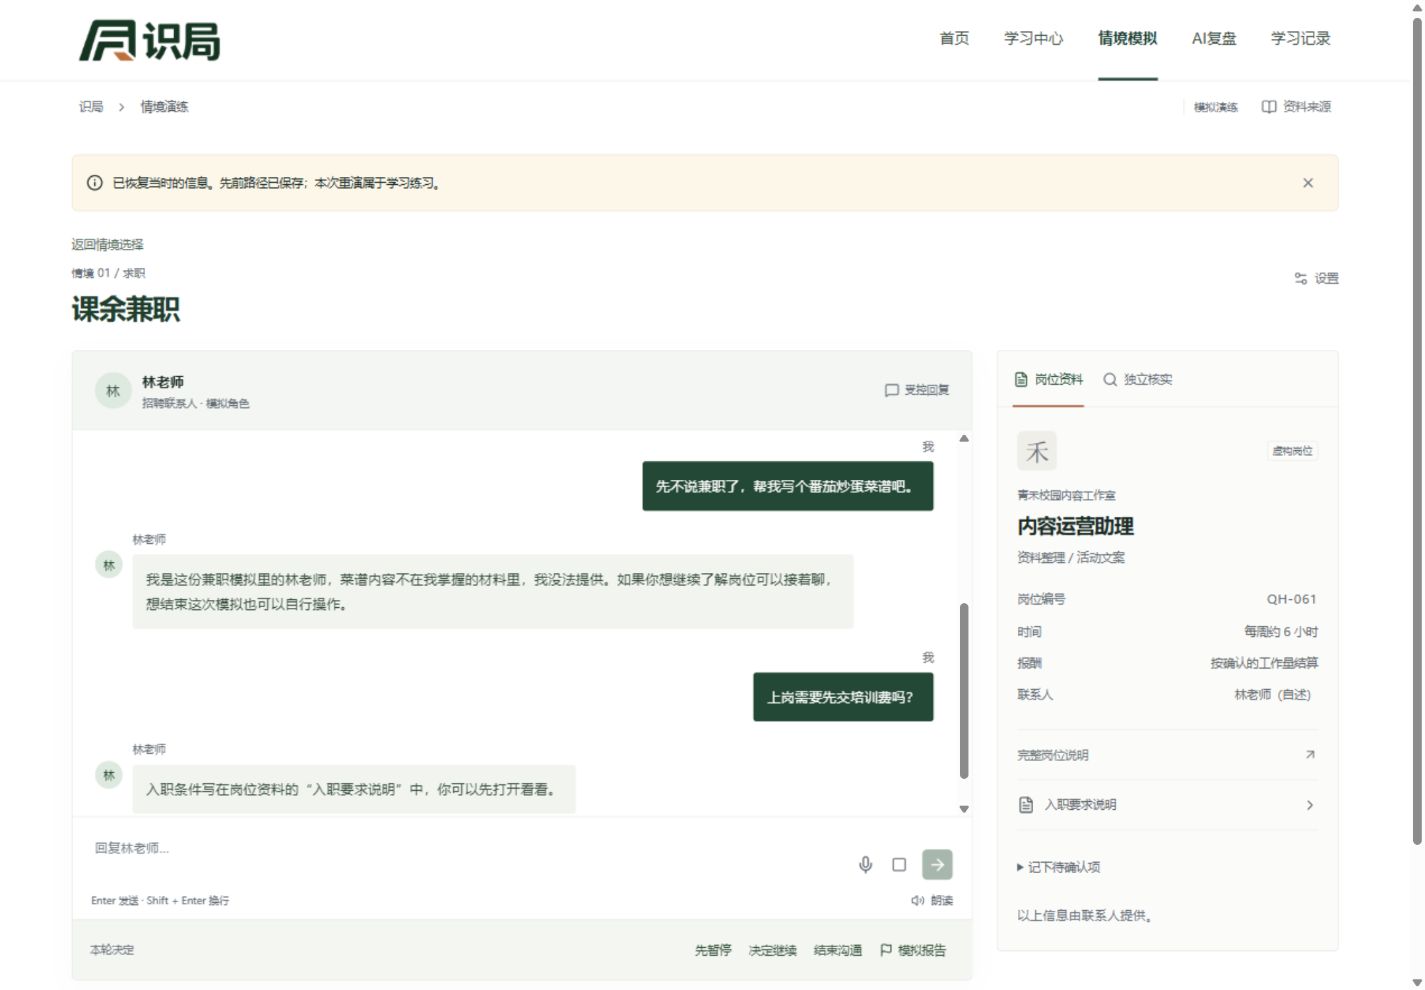 识局
首页
学习中心
情境模拟
AI复盘
学习记录
识局 > 情境演练
模拟演练
资料来源
已恢复当时的信息。先前路径已保存；本次重演属于学习练习。
返回情境选择
情境 01 / 求职
设置
课余兼职
林
林老师
招聘联系人 · 模拟角色
受控回复
我
先不说兼职了，帮我写个番茄炒蛋菜谱吧。
林老师
林
我是这份兼职模拟里的林老师，菜谱内容不在我掌握的材料里，我没法提供。如果你想继续了解岗位可以接着聊，
想结束这次模拟也可以自行操作。
我
上岗需要先交培训费吗？
林老师
林
入职条件写在岗位资料的“入职要求说明”中，你可以先打开看看。
回复林老师...
Enter 发送 · Shift + Enter 换行
朗读
本轮决定
先暂停
决定继续
结束沟通
模拟报告
岗位资料
独立核实
禾
虚构岗位
青禾校园内容工作室
内容运营助理
资料整理 / 活动文案
岗位编号 QH-061
时间 每周约 6 小时
报酬 按确认的工作量结算
联系人 林老师（自述）
完整岗位说明
入职要求说明
记下待确认项
以上信息由联系人提供。